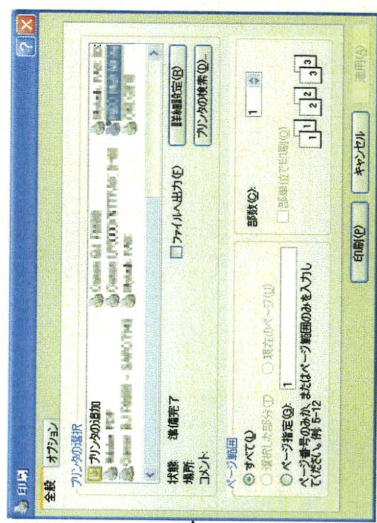 印刷
全般 オプション
プリンタの選択
プリンタの追加
状態: 準備完了
場所:
コメント:
ファイルへ出力(F)
詳細設定(R)
プリンタの検索(D)...
ページ範囲
すべて(L)
選択した部分(T) 現在のページ(U)
ページ指定(G): 1
ページ番号のみか、またはページ範囲のみを入力し
てください。例: 5-12
部数(C): 1
部単位で印刷(O)
1 1 2 2 3 3
印刷(P) キャンセル 適用(A)